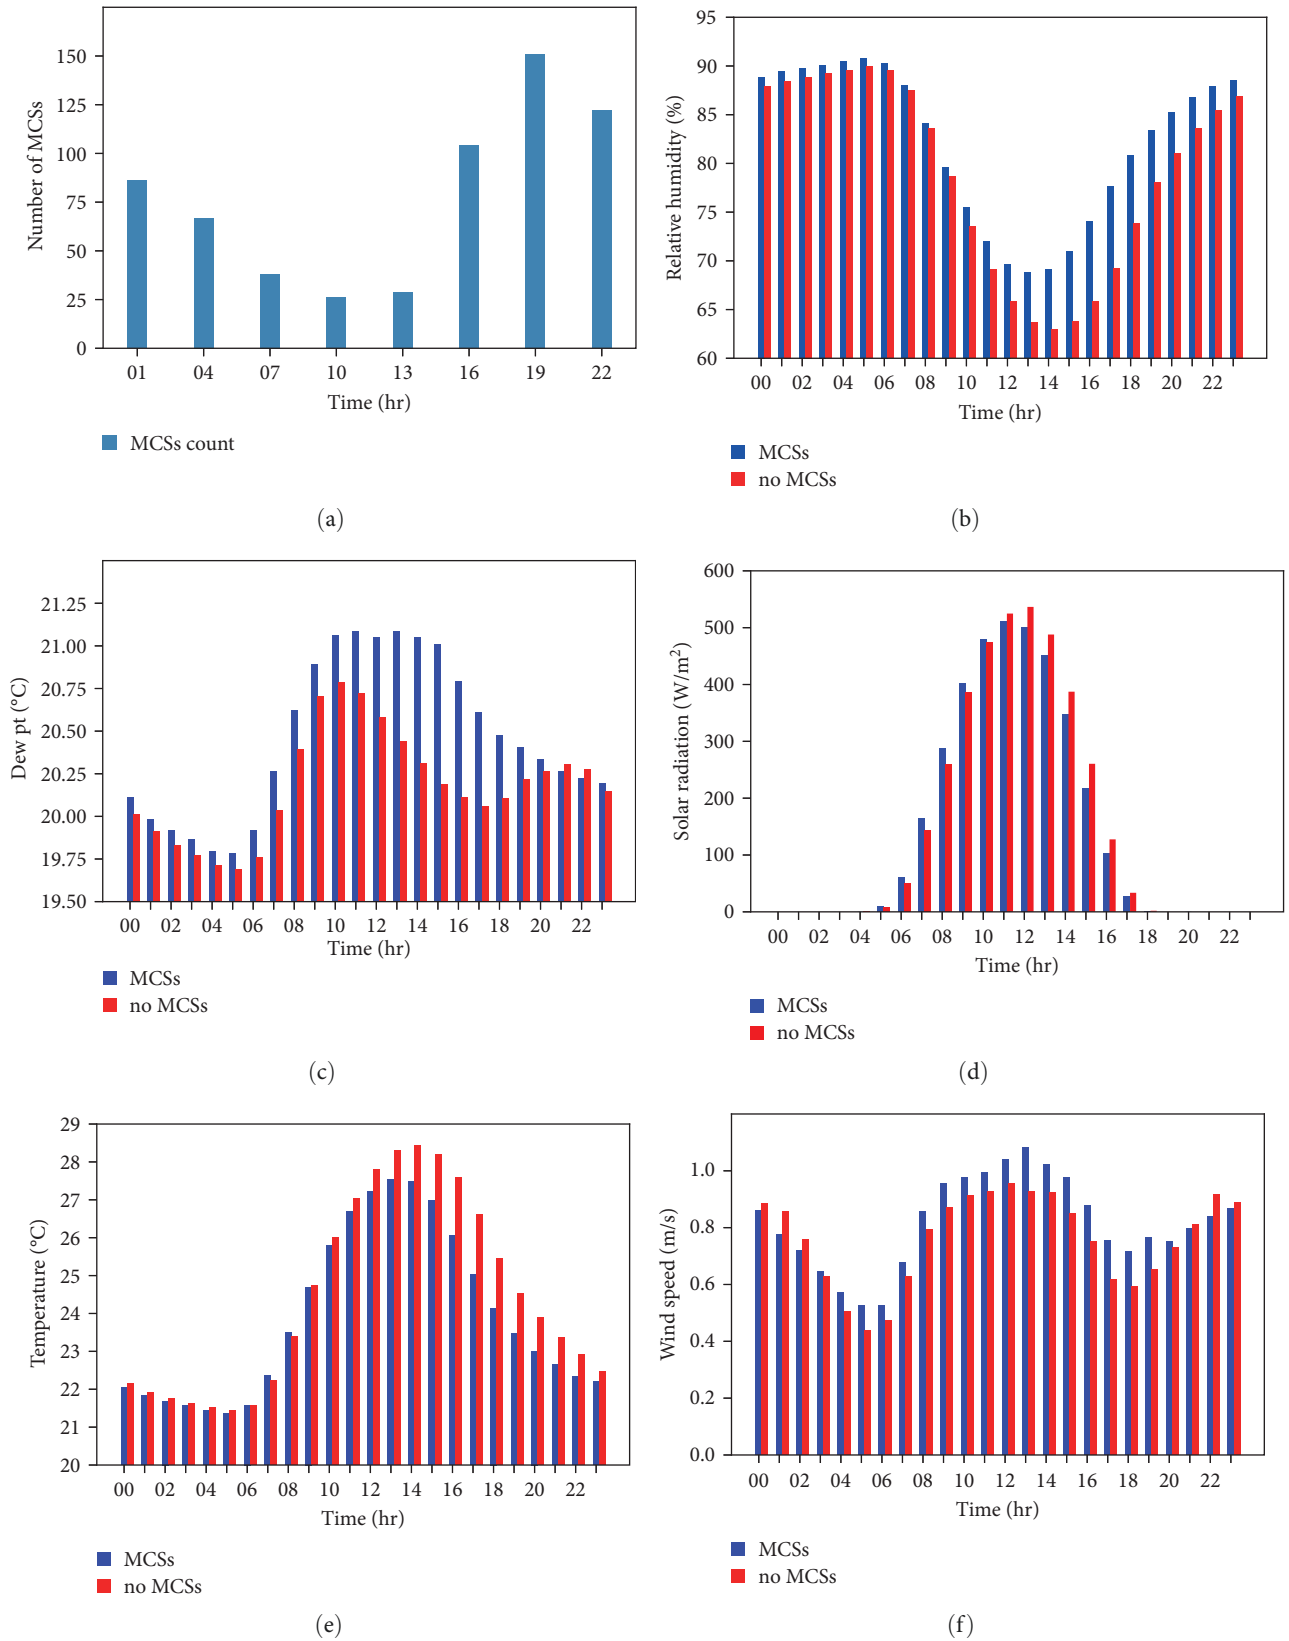 Number of MCSs
150
125
100
75
50
25
0
01 04 07 10 13 16 19 22
Time (hr)
MCSs count
(a)
Relative humidity (%)
95
90
85
80
75
70
65
60
00 02 04 06 08 10 12 14 16 18 20 22
Time (hr)
MCSs
no MCSs
(b)
Dew pt (°C)
21.25
21.00
20.75
20.50
20.25
20.00
19.75
19.50
00 02 04 06 08 10 12 14 16 18 20 22
Time (hr)
MCSs
no MCSs
(c)
Solar radiation (W/m²)
600
500
400
300
200
100
0
00 02 04 06 08 10 12 14 16 18 20 22
Time (hr)
MCSs
no MCSs
(d)
Temperature (°C)
29
28
27
26
25
24
23
22
21
20
00 02 04 06 08 10 12 14 16 18 20 22
Time (hr)
MCSs
no MCSs
(e)
Wind speed (m/s)
1.0
0.8
0.6
0.4
0.2
0.0
00 02 04 06 08 10 12 14 16 18 20 22
Time (hr)
MCSs
no MCSs
(f)